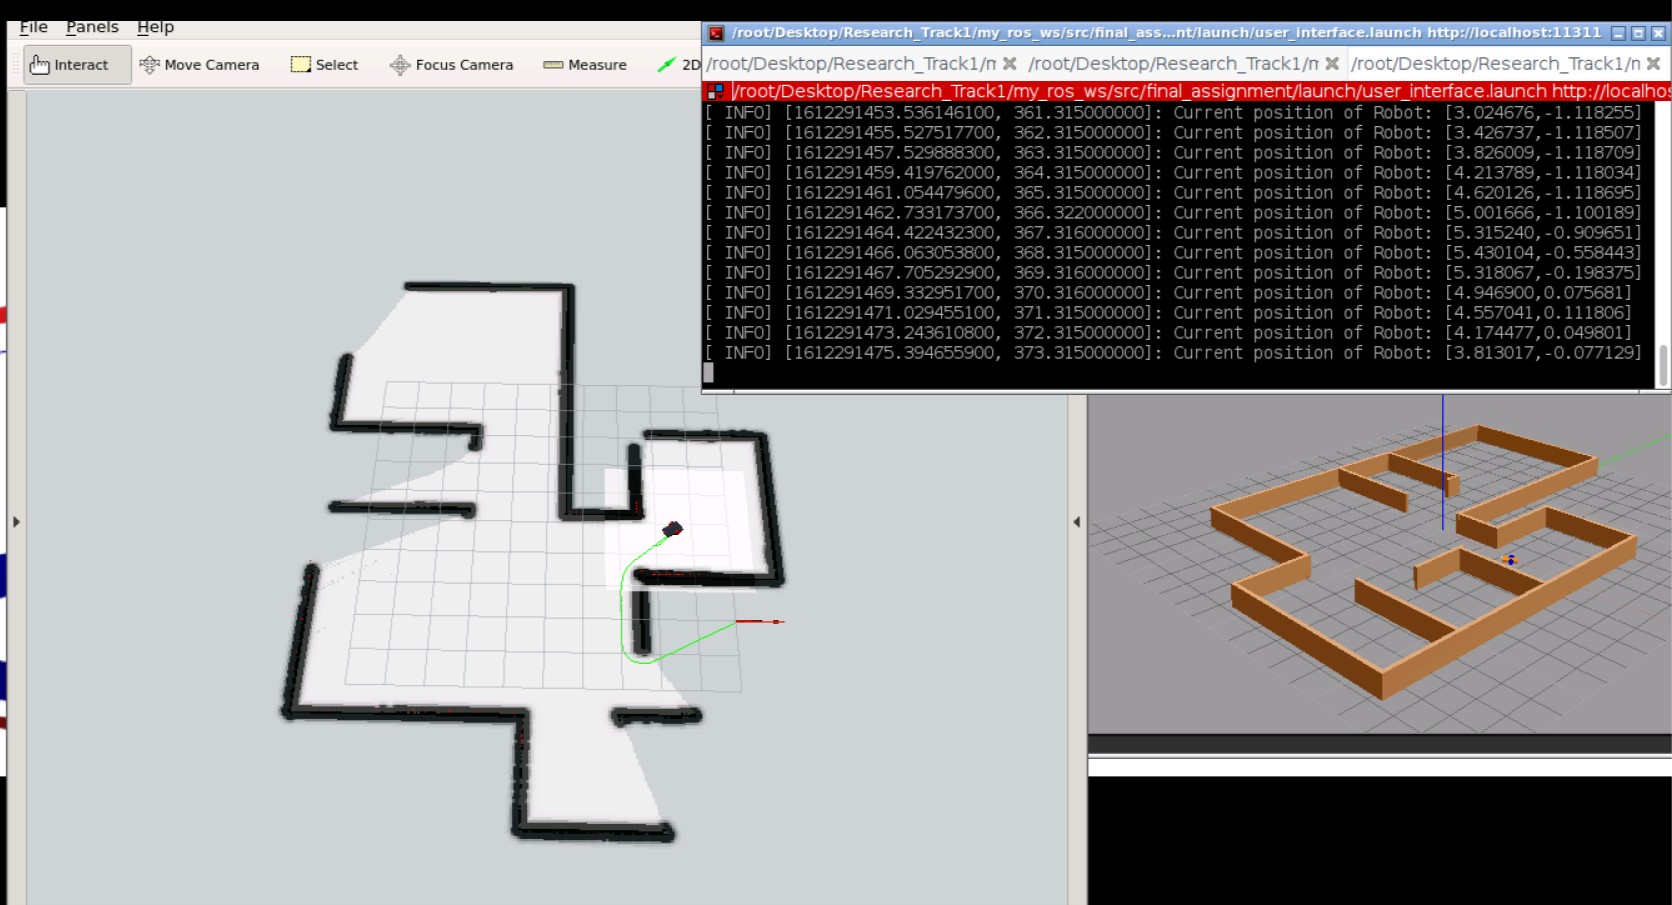 File Panels Help
Interact Move Camera Select Focus Camera Measure 2D
/root/Desktop/Research_Track1/my_ros_ws/src/final_ass...nt/launch/user_interface.launch http://localhost:11311
/root/Desktop/Research_Track1/n /root/Desktop/Research_Track1/n /root/Desktop/Research_Track1/n
/root/Desktop/Research_Track1/my_ros_ws/src/final_assignment/launch/user_interface.launch http://localhos
[ INFO] [1612291453.536146100, 361.315000000]: Current position of Robot: [3.024676,-1.118255]
[ INFO] [1612291455.527517700, 362.315000000]: Current position of Robot: [3.426737,-1.118507]
[ INFO] [1612291457.529888300, 363.315000000]: Current position of Robot: [3.826009,-1.118709]
[ INFO] [1612291459.419762000, 364.315000000]: Current position of Robot: [4.213789,-1.118034]
[ INFO] [1612291461.054479600, 365.315000000]: Current position of Robot: [4.620126,-1.118695]
[ INFO] [1612291462.733173700, 366.322000000]: Current position of Robot: [5.001666,-1.100189]
[ INFO] [1612291464.422432300, 367.316000000]: Current position of Robot: [5.315240,-0.909651]
[ INFO] [1612291466.063053800, 368.315000000]: Current position of Robot: [5.430104,-0.558443]
[ INFO] [1612291467.705292900, 369.316000000]: Current position of Robot: [5.318067,-0.198375]
[ INFO] [1612291469.332951700, 370.316000000]: Current position of Robot: [4.946900,0.075681]
[ INFO] [1612291471.029455100, 371.315000000]: Current position of Robot: [4.557041,0.111806]
[ INFO] [1612291473.243610800, 372.315000000]: Current position of Robot: [4.174477,0.049801]
[ INFO] [1612291475.394655900, 373.315000000]: Current position of Robot: [3.813017,-0.077129]